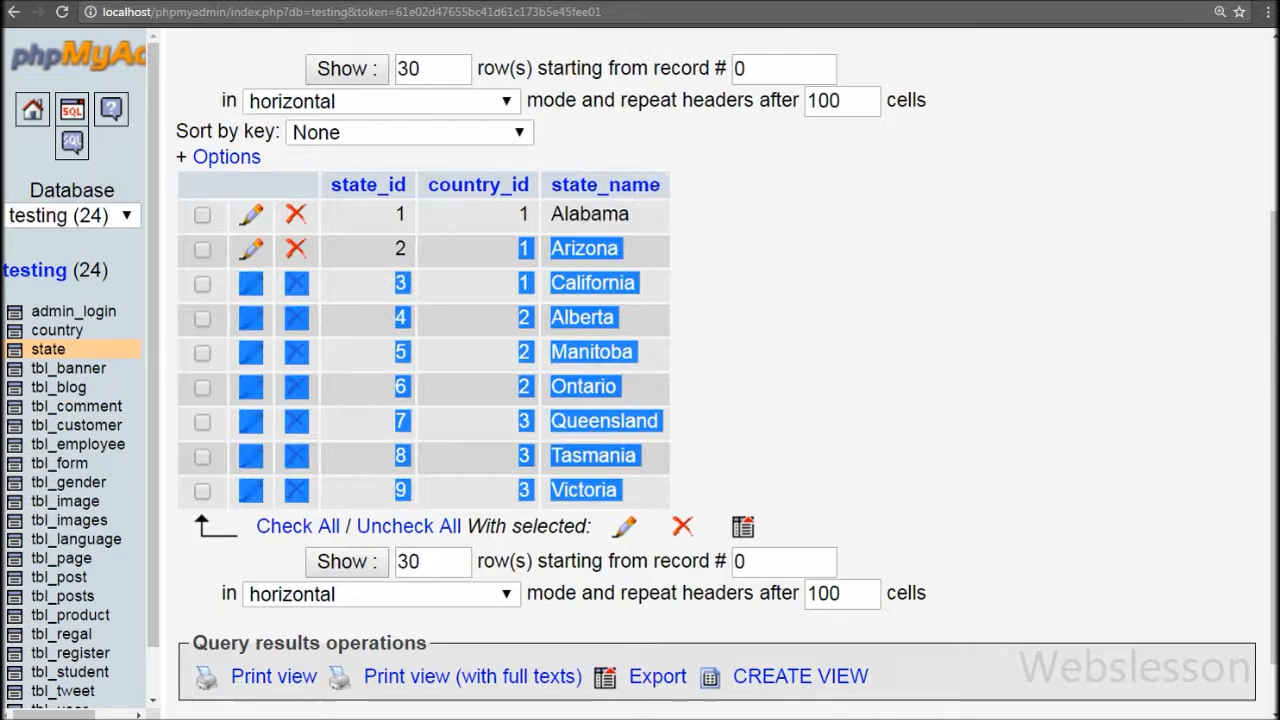 localhost/phpmyadmin/index.php?db=testing&token=61e02d47655bc41d61c173b5e45fee01
phpMyAd
SQL
SQL
Database
testing (24)
testing (24)
admin_login
country
state
tbl_banner
tbl_blog
tbl_comment
tbl_customer
tbl_employee
tbl_form
tbl_gender
tbl_image
tbl_images
tbl_language
tbl_page
tbl_post
tbl_posts
tbl_product
tbl_regal
tbl_register
tbl_student
tbl_tweet
Show : 30 row(s) starting from record # 0
in horizontal mode and repeat headers after 100 cells
Sort by key: None
+ Options
state_id country_id state_name
1 1 Alabama
2 1 Arizona
3 1 California
4 2 Alberta
5 2 Manitoba
6 2 Ontario
7 3 Queensland
8 3 Tasmania
9 3 Victoria
Check All / Uncheck All With selected:
Show : 30 row(s) starting from record # 0
in horizontal mode and repeat headers after 100 cells
Query results operations
Print view Print view (with full texts) Export CREATE VIEW
Webslesson